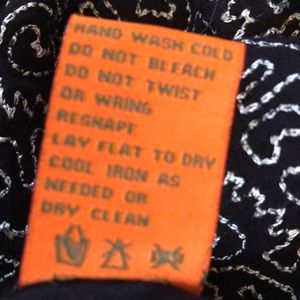 HAND WASH COLD
DO NOT BLEACH
DO NOT TWIST
OR WRING
RESHAPE
LAY FLAT TO DRY
COOL IRON AS
NEEDED OR
DRY CLEAN